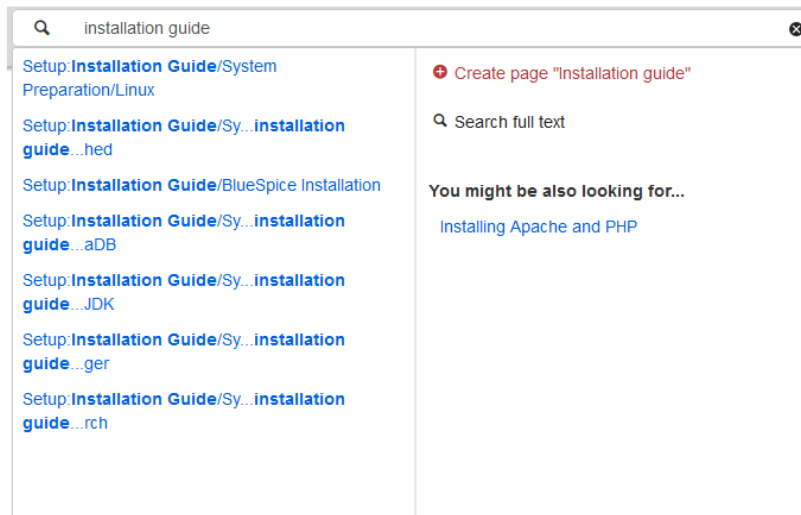 installation guide
Setup:Installation Guide/System
Preparation/Linux
Setup:Installation Guide/Sy...installation
guide...hed
Setup:Installation Guide/BlueSpice Installation
Setup:Installation Guide/Sy...installation
guide...aDB
Setup:Installation Guide/Sy...installation
guide...JDK
Setup:Installation Guide/Sy...installation
guide...ger
Setup:Installation Guide/Sy...installation
guide...rch
Create page "Installation guide"
Search full text
You might be also looking for...
Installing Apache and PHP